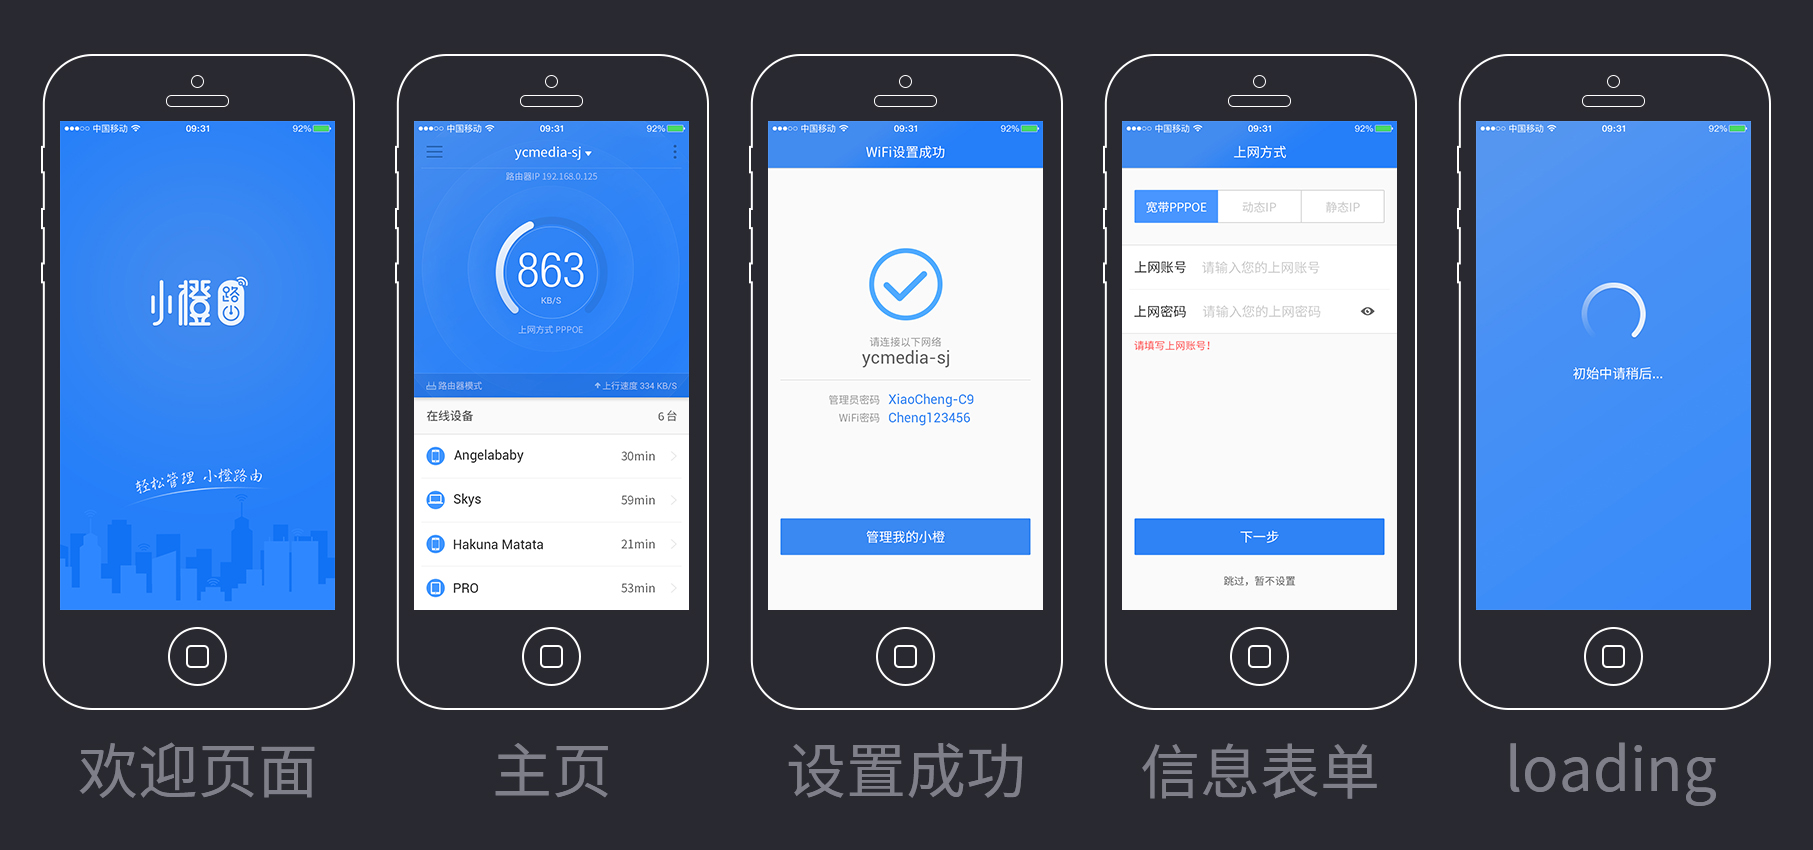 中国移动 09:31 92%
小橙路由
轻松管理 小橙路由
欢迎页面
中国移动 09:31 92%
ycmedia-sj
路由器IP 192.168.0.125
863
KB/S
上网方式 PPPOE
路由器模式 上行速度 334 KB/S
在线设备 6 台
Angelababy 30min
Skys 59min
Hakuna Matata 21min
PRO 53min
主页
中国移动 09:31 92%
WiFi设置成功
请连接以下网络
ycmedia-sj
管理员密码 XiaoCheng-C9
WiFi密码 Cheng123456
管理我的小橙
设置成功
中国移动 09:31 92%
上网方式
宽带PPPOE 动态IP 静态IP
上网账号 请输入您的上网账号
上网密码 请输入您的上网密码
请填写上网账号!
下一步
跳过，暂不设置
信息表单
中国移动 09:31 92%
初始中请稍后...
loading